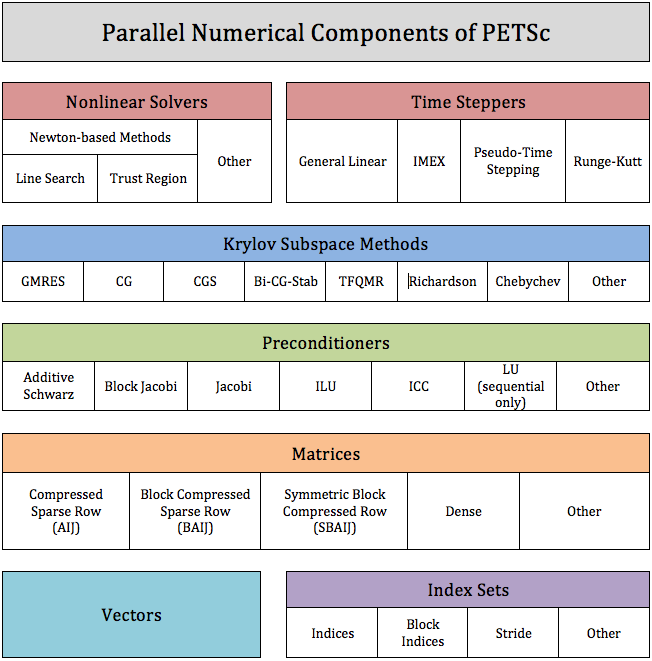 Parallel Numerical Components of PETSc
Nonlinear Solvers
Newton-based Methods
Line Search
Trust Region
Other
Time Steppers
General Linear
IMEX
Pseudo-Time
Stepping
Runge-Kutt
Krylov Subspace Methods
GMRES
CG
CGS
Bi-CG-Stab
TFQMR
Richardson
Chebychev
Other
Preconditioners
Additive
Schwarz
Block Jacobi
Jacobi
ILU
ICC
LU
(sequential
only)
Other
Matrices
Compressed
Sparse Row
(AIJ)
Block Compressed
Sparse Row
(BAIJ)
Symmetric Block
Compressed Row
(SBAIJ)
Dense
Other
Vectors
Index Sets
Indices
Block
Indices
Stride
Other